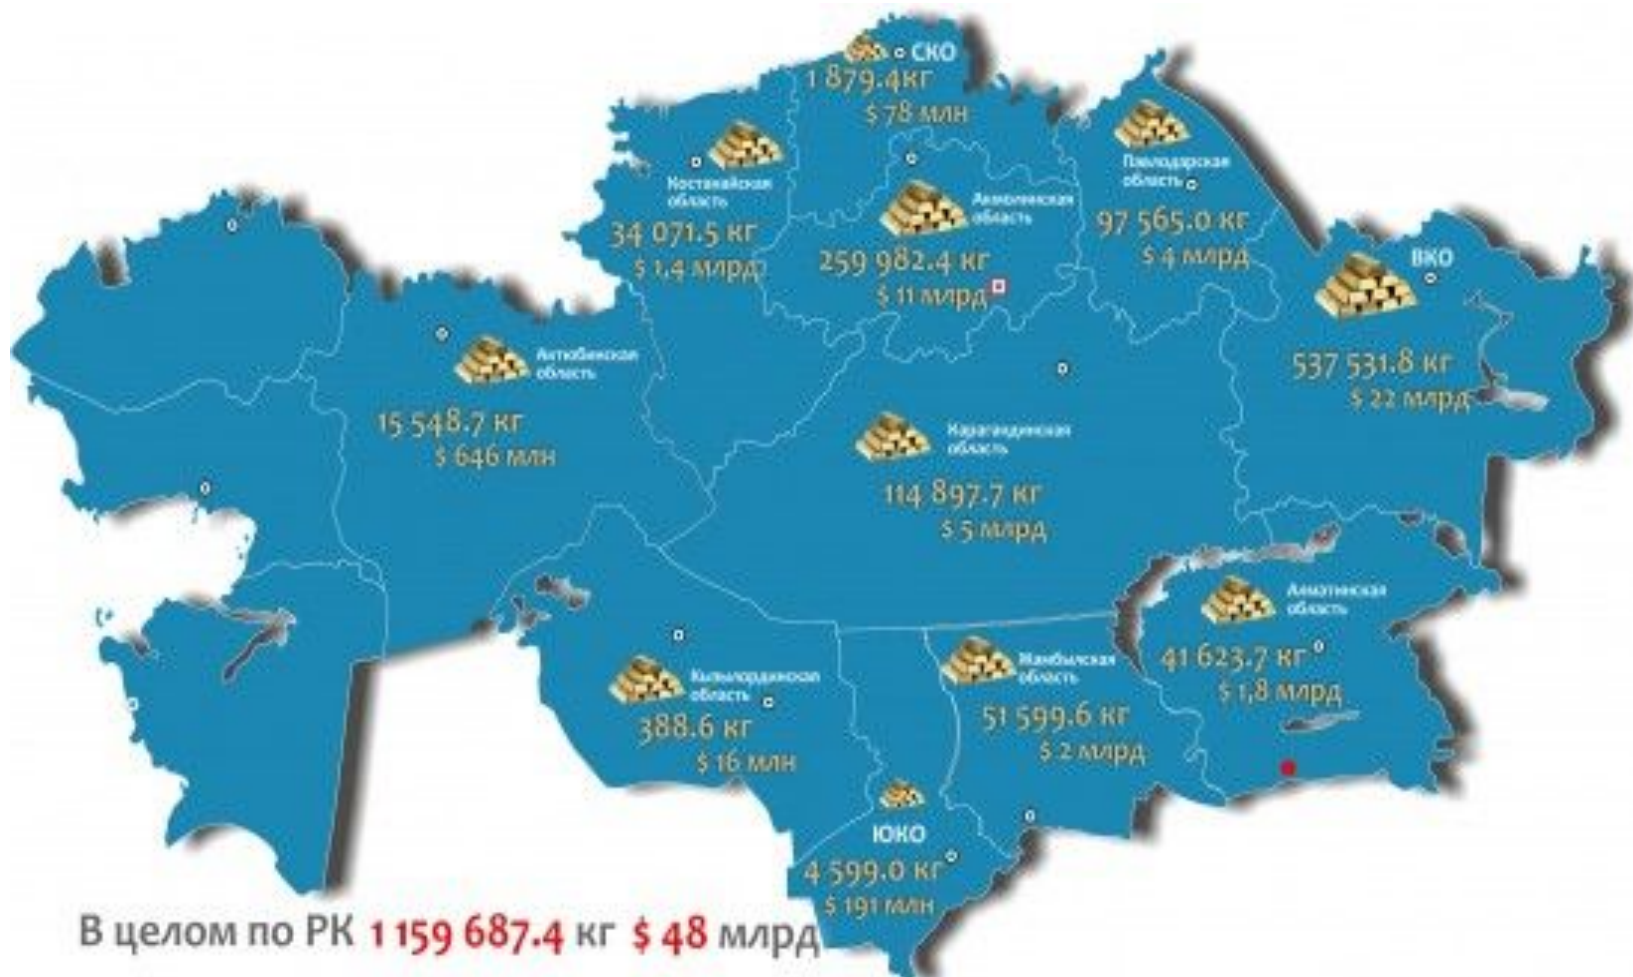 СКО
1 879.4кг
$ 78 млн
Костанайская
область
34 071.5 кг
$ 1,4 млрд
Акмолинская
область
259 982.4 кг
$ 11 млрд
Павлодарская
область
97 565.0 кг
$ 4 млрд
ВКО
537 531.8 кг
$ 22 млрд
Актюбинская
область
15 548.7 кг
$ 646 млн
Карагандинская
область
114 897.7 кг
$ 5 млрд
Алматинская
область
41 623.7 кг
$ 1,8 млрд
Кызылординская
область
388.6 кг
$ 16 млн
Жамбылская
область
51 599.6 кг
$ 2 млрд
ЮКО
4 599.0 кг
$ 191 млн
В целом по РК 1 159 687.4 кг $ 48 млрд